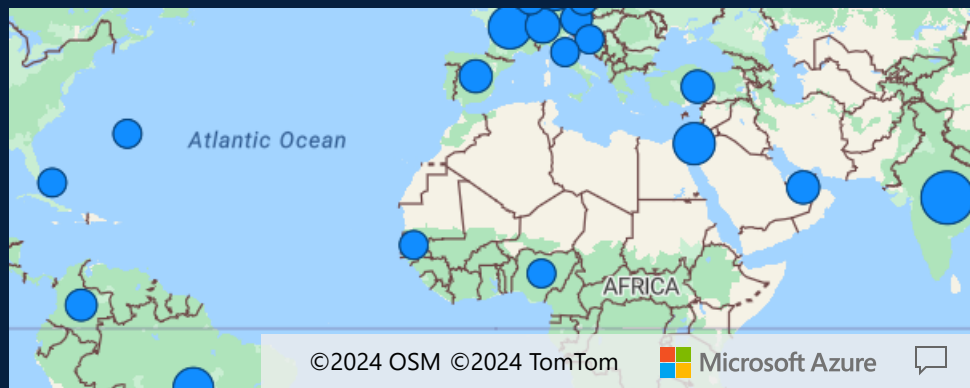 Atlantic Ocean
AFRICA
©2024 OSM ©2024 TomTom
Microsoft Azure